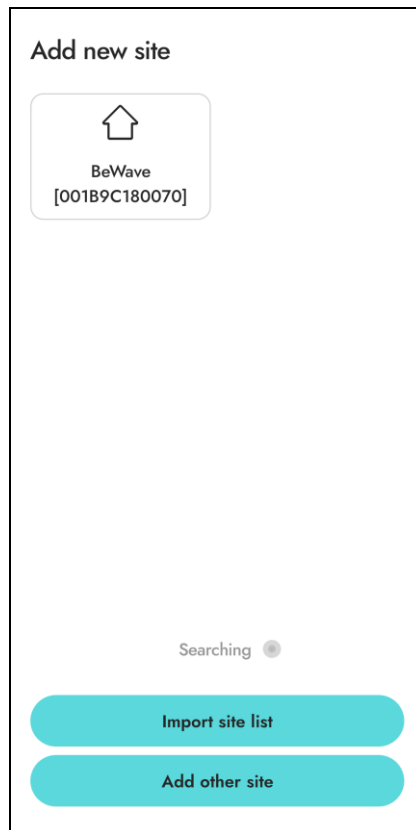 Add new site
BeWave
[001B9C180070]
Searching
Import site list
Add other site